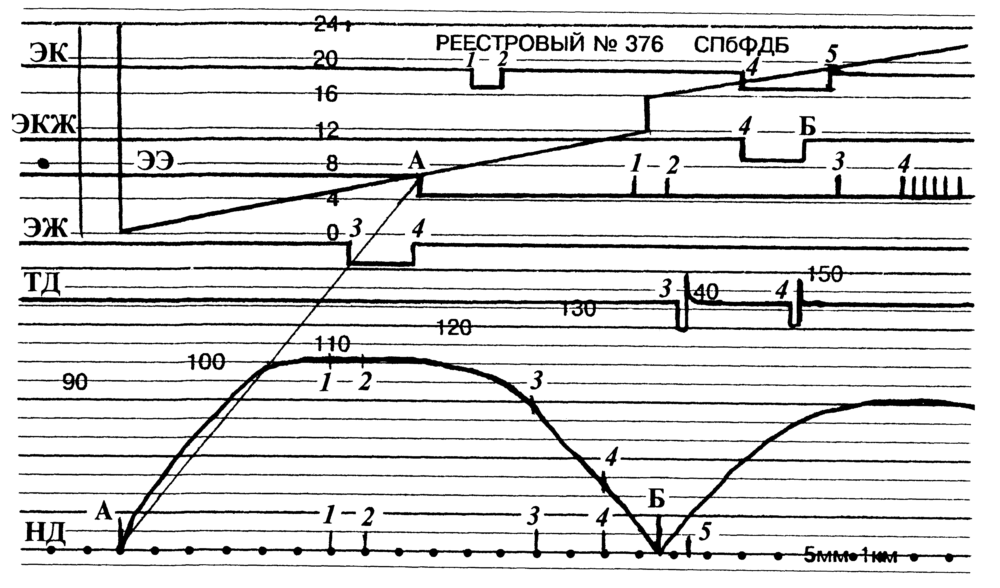 24 г
РЕЕСТРОВЫЙ № 376 СПбФДБ
ЭК 20 1 – 2 4 5
16
ЭКЖ 12 4 Б
ЭЭ 8 А 1 – 2 3 4
4
ЭЖ 0 3 4
150
ТД 3 140 4
130
120
110
100
90 1 – 2 3
4
А 1 – 2 3 4 Б
НД 5
5мм-1км